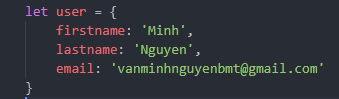 let user = {
    firstname: 'Minh',
    lastname: 'Nguyen',
    email: 'vanminhnguyenbmt@gmail.com'
}